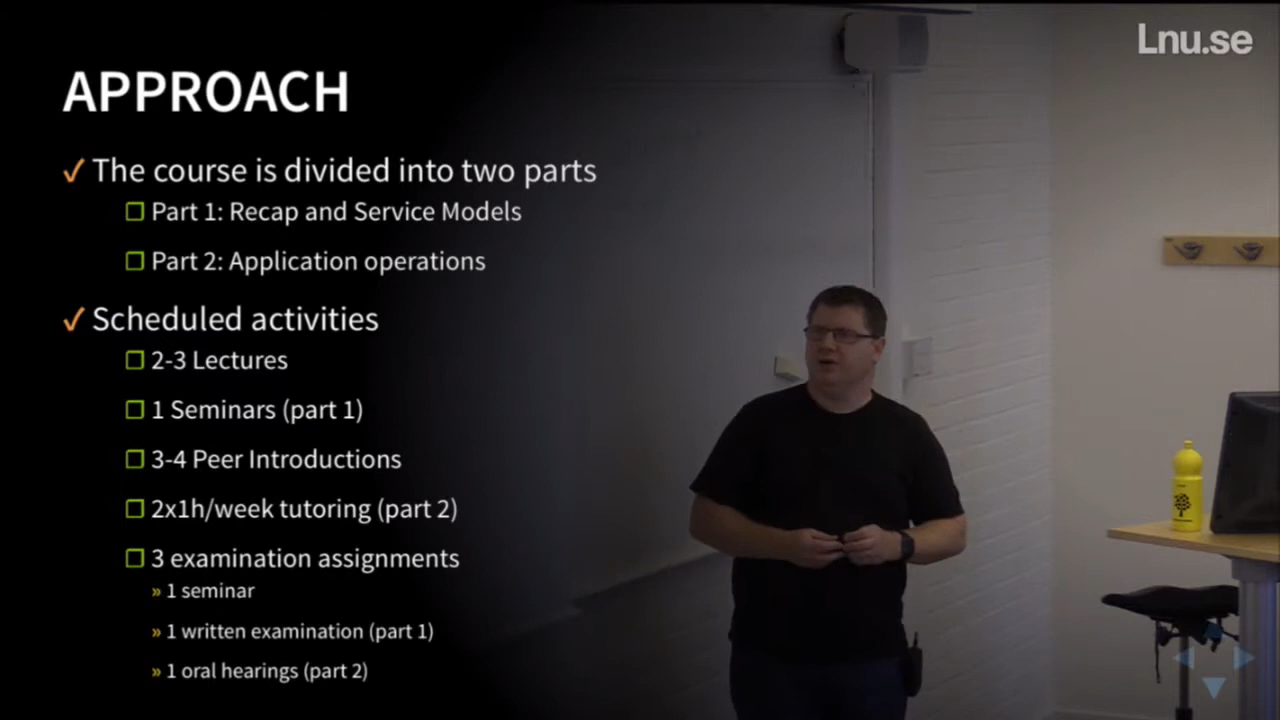 Lnu.se
APPROACH
✓ The course is divided into two parts
❐ Part 1: Recap and Service Models
❐ Part 2: Application operations
✓ Scheduled activities
❐ 2-3 Lectures
❐ 1 Seminars (part 1)
❐ 3-4 Peer Introductions
❐ 2x1h/week tutoring (part 2)
❐ 3 examination assignments
» 1 seminar
» 1 written examination (part 1)
» 1 oral hearings (part 2)